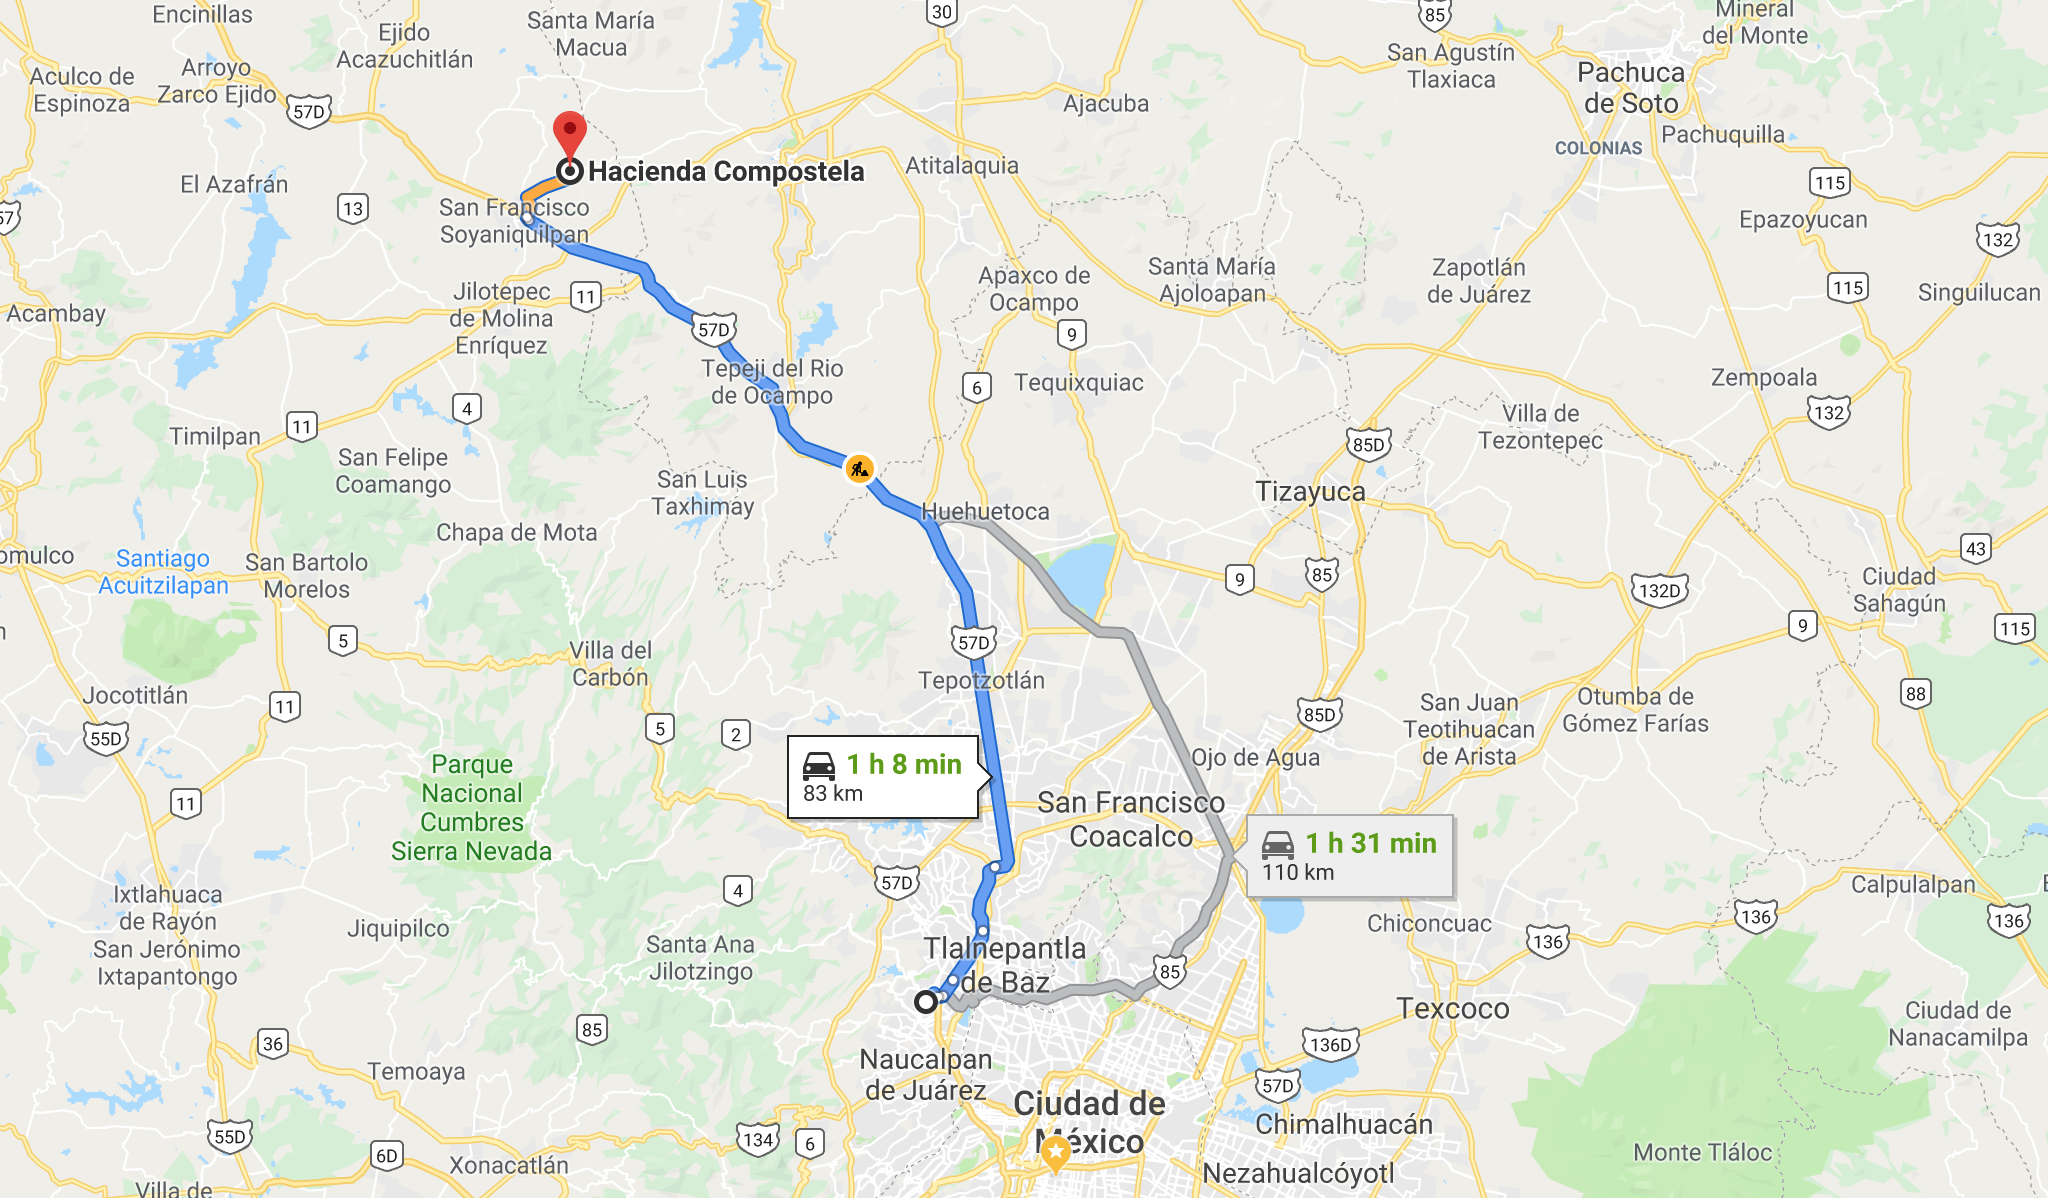 Encinillas
Santa María
Macua
30
85
Mineral
del Monte
Ejido
Acazuchitlán
San Agustín
Tlaxiaca
Aculco de
Espinoza
Arroyo
Zarco Ejido
57D
Pachuca
de Soto
Ajacuba
Pachuquilla
COLONIAS
Hacienda Compostela
Atitalaquia
El Azafrán
115
13
57
San Francisco
Soyaniquilpan
Epazoyucan
132
Apaxco de
Ocampo
Santa María
Ajoloapan
Zapotlán
de Juárez
115
Singuilucan
Jilotepec
de Molina
Enríquez
11
Acambay
57D
9
Tepeji del Rio
de Ocampo
6
Tequixquiac
Zempoala
132
4
Villa de
Tezontepec
Timilpan
11
85D
San Felipe
Coamango
San Luis
Taxhimay
Tizayuca
Huehuetoca
Chapa de Mota
omulco
Santiago
Acuitzilapan
San Bartolo
Morelos
43
9
85
132D
Ciudad
Sahagún
5
57D
9
115
Villa del
Carbón
Tepotzotlán
Jocotitlán
11
88
San Juan
Teotihuacan
de Arista
Otumba de
Gómez Farías
55D
5
2
85D
Ojo de Agua
1 h 8 min
83 km
Parque
Nacional
Cumbres
Sierra Nevada
11
San Francisco
Coacalco
1 h 31 min
110 km
57D
4
Calpulalpan
Ixtlahuaca
de Rayón
San Jerónimo
Ixtapantongo
Jiquipilco
136
136
Chiconcuac
136
Santa Ana
Jilotzingo
Tlalnepantla
de Baz
85
Texcoco
Ciudad de
Nanacamilpa
85
36
136D
Temoaya
Naucalpan
de Juárez
57D
Ciudad de
México
Chimalhuacán
55D
134
6
6D
Xonacatlán
Monte Tláloc
Nezahualcóyotl
Villa de